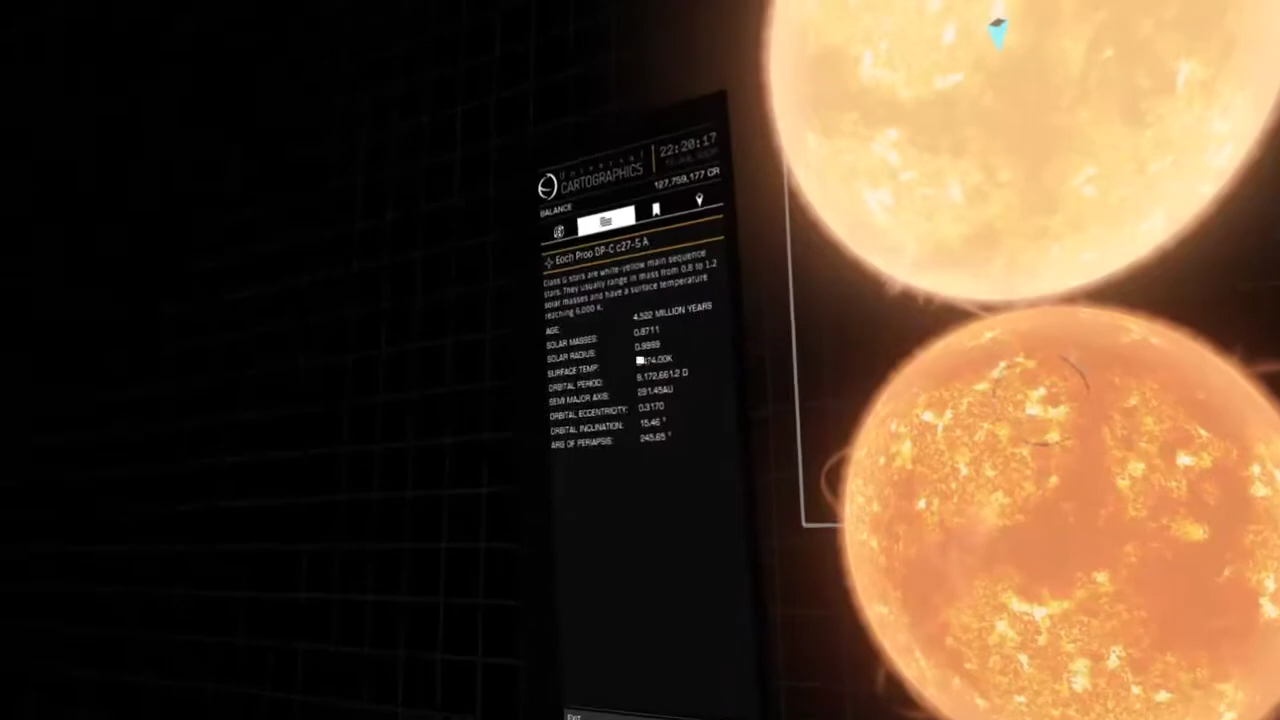 Universal
CARTOGRAPHICS
22:20:17
BALANCE
127,759,177 CR
Eoch Proo DP-C c27-5 A
Class G stars are white-yellow main sequence
stars. They usually range in mass from 0.8 to 1.2
solar masses and have a surface temperature
reaching 6,000 K.
AGE: 4,522 MILLION YEARS
SOLAR MASSES: 0.8711
SOLAR RADIUS: 0.9999
SURFACE TEMP:
ORBITAL PERIOD: 9,172,661.2 D
SEMI MAJOR AXIS: 291.45AU
ORBITAL ECCENTRICITY: 0.3170
ORBITAL INCLINATION: 15.46 °
ARG OF PERIAPSIS: 245.65 °
EXIT